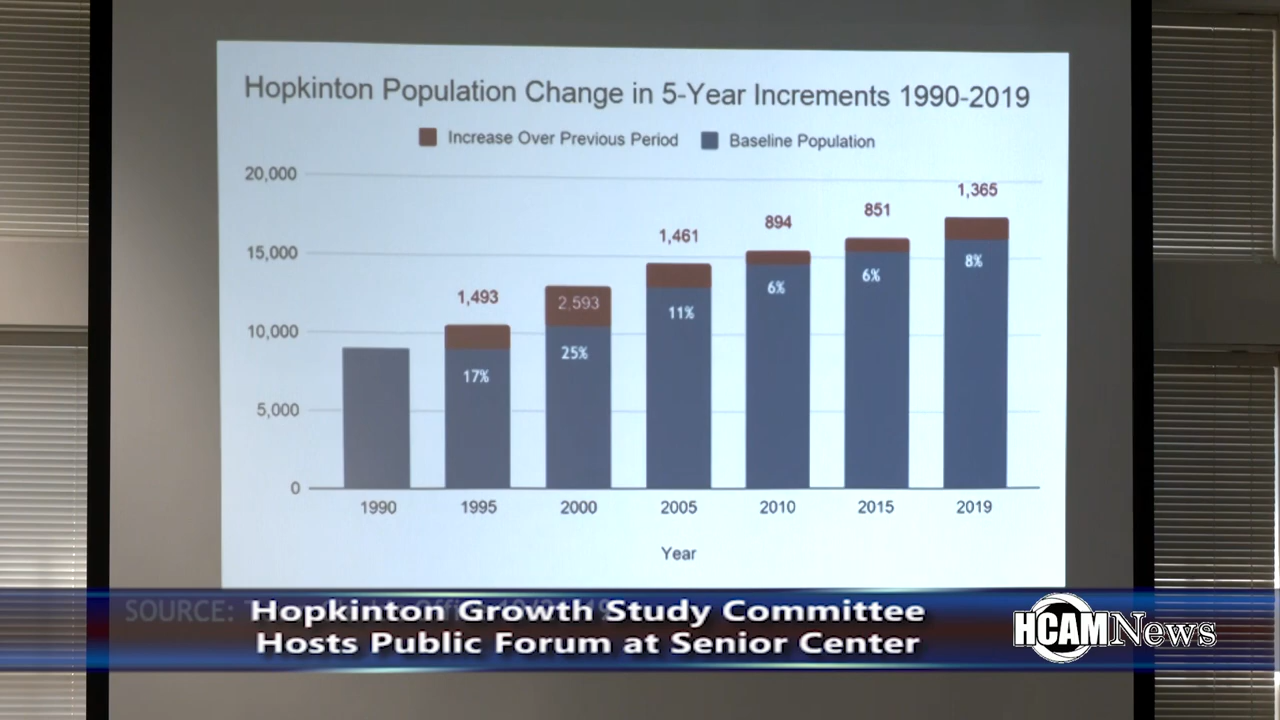 Hopkinton Population Change in 5-Year Increments 1990-2019
Increase Over Previous Period Baseline Population
20,000
15,000
10,000
5,000
0
1,493
2,593
1,461
894
851
1,365
17%
25%
11%
6%
6%
8%
1990 1995 2000 2005 2010 2015 2019
Year
SOURCE:
Hopkinton Growth Study Committee
Hosts Public Forum at Senior Center
HCAM News